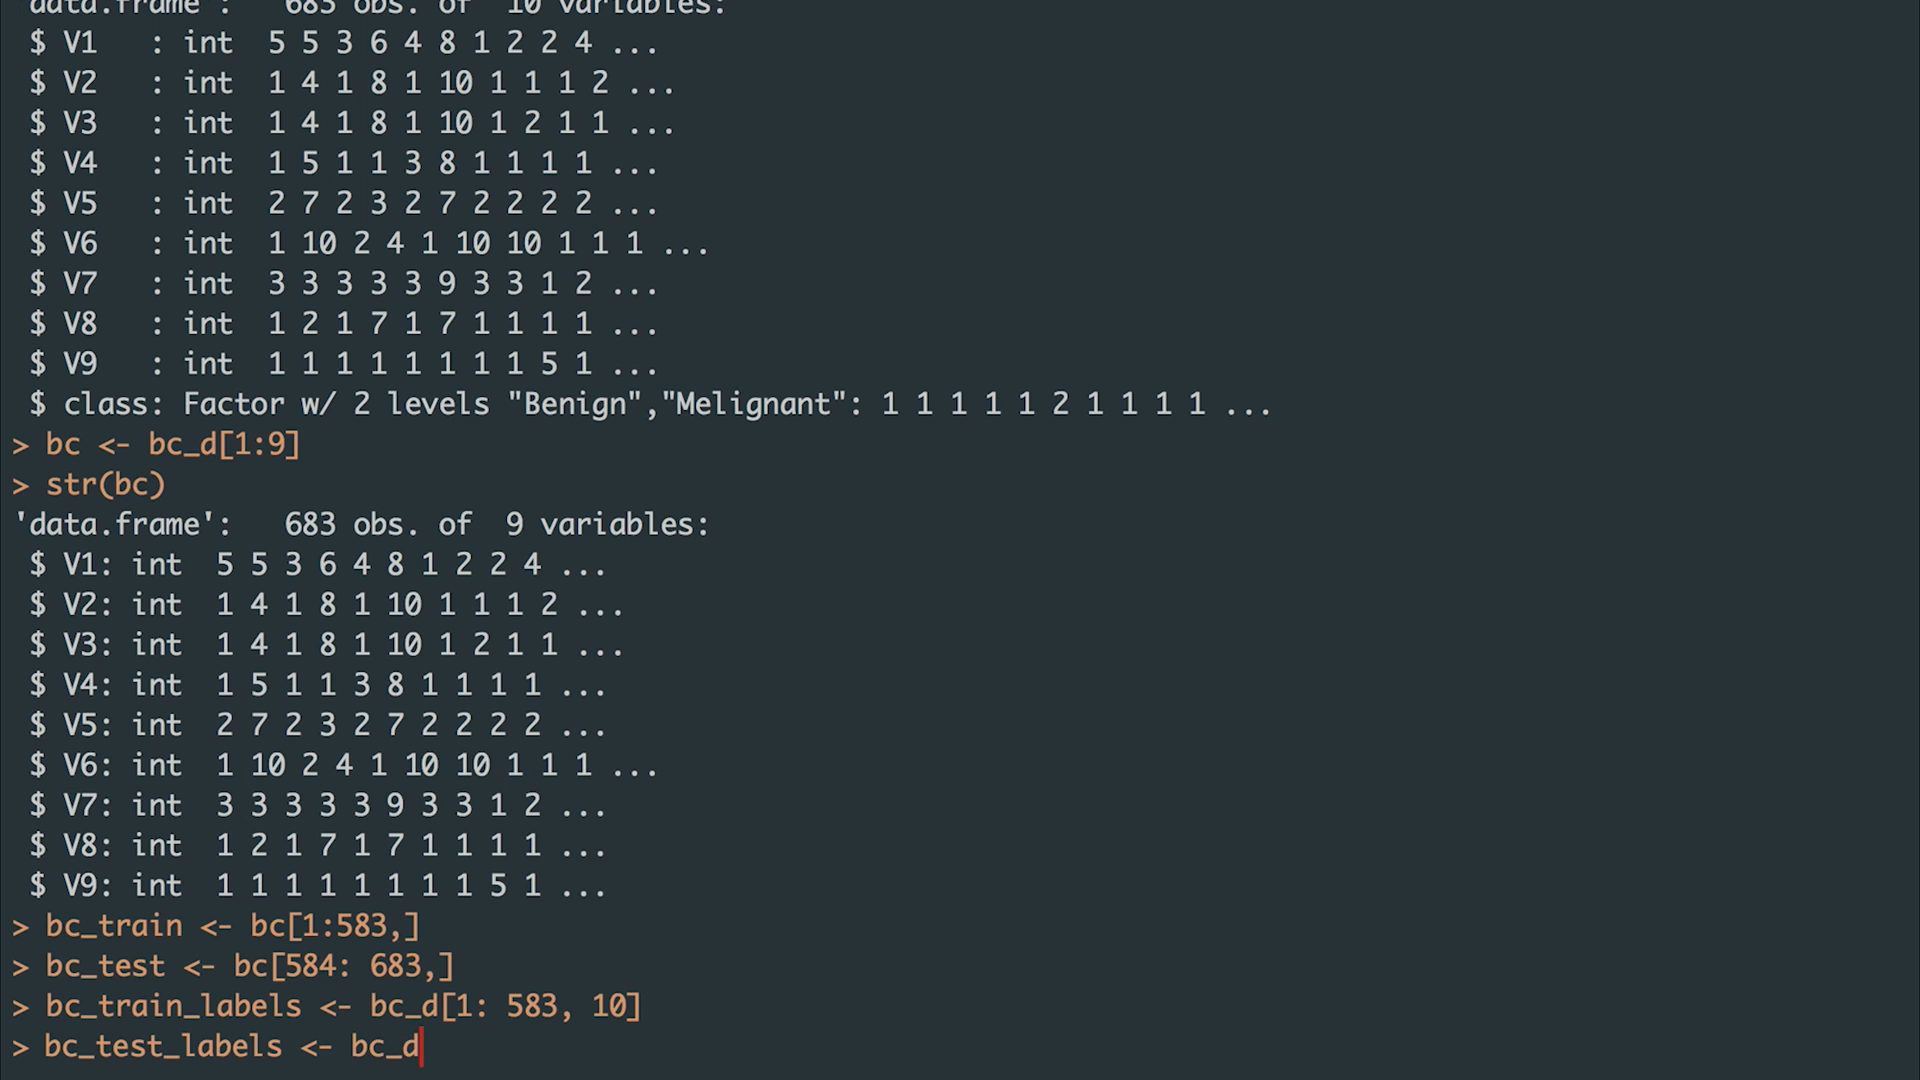 data.frame': 683 obs. of 10 variables:
$ V1 : int 5 5 3 6 4 8 1 2 2 4 ...
$ V2 : int 1 4 1 8 1 10 1 1 1 2 ...
$ V3 : int 1 4 1 8 1 10 1 2 1 1 ...
$ V4 : int 1 5 1 1 3 8 1 1 1 1 ...
$ V5 : int 2 7 2 3 2 7 2 2 2 2 ...
$ V6 : int 1 10 2 4 1 10 10 1 1 1 ...
$ V7 : int 3 3 3 3 3 9 3 3 1 2 ...
$ V8 : int 1 2 1 7 1 7 1 1 1 1 ...
$ V9 : int 1 1 1 1 1 1 1 1 5 1 ...
$ class: Factor w/ 2 levels "Benign","Melignant": 1 1 1 1 1 2 1 1 1 1 ...
> bc <- bc_d[1:9]
> str(bc)
'data.frame': 683 obs. of 9 variables:
$ V1: int 5 5 3 6 4 8 1 2 2 4 ...
$ V2: int 1 4 1 8 1 10 1 1 1 2 ...
$ V3: int 1 4 1 8 1 10 1 2 1 1 ...
$ V4: int 1 5 1 1 3 8 1 1 1 1 ...
$ V5: int 2 7 2 3 2 7 2 2 2 2 ...
$ V6: int 1 10 2 4 1 10 10 1 1 1 ...
$ V7: int 3 3 3 3 3 9 3 3 1 2 ...
$ V8: int 1 2 1 7 1 7 1 1 1 1 ...
$ V9: int 1 1 1 1 1 1 1 1 5 1 ...
> bc_train <- bc[1:583,]
> bc_test <- bc[584: 683,]
> bc_train_labels <- bc_d[1: 583, 10]
> bc_test_labels <- bc_d